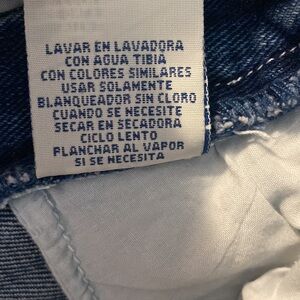 LAVAR EN LAVADORA
CON AGUA TIBIA
CON COLORES SIMILARES
USAR SOLAMENTE
BLANQUEADOR SIN CLORO
CUANDO SE NECESITE
SECAR EN SECADORA
CICLO LENTO
PLANCHAR AL VAPOR
SI SE NECESITA